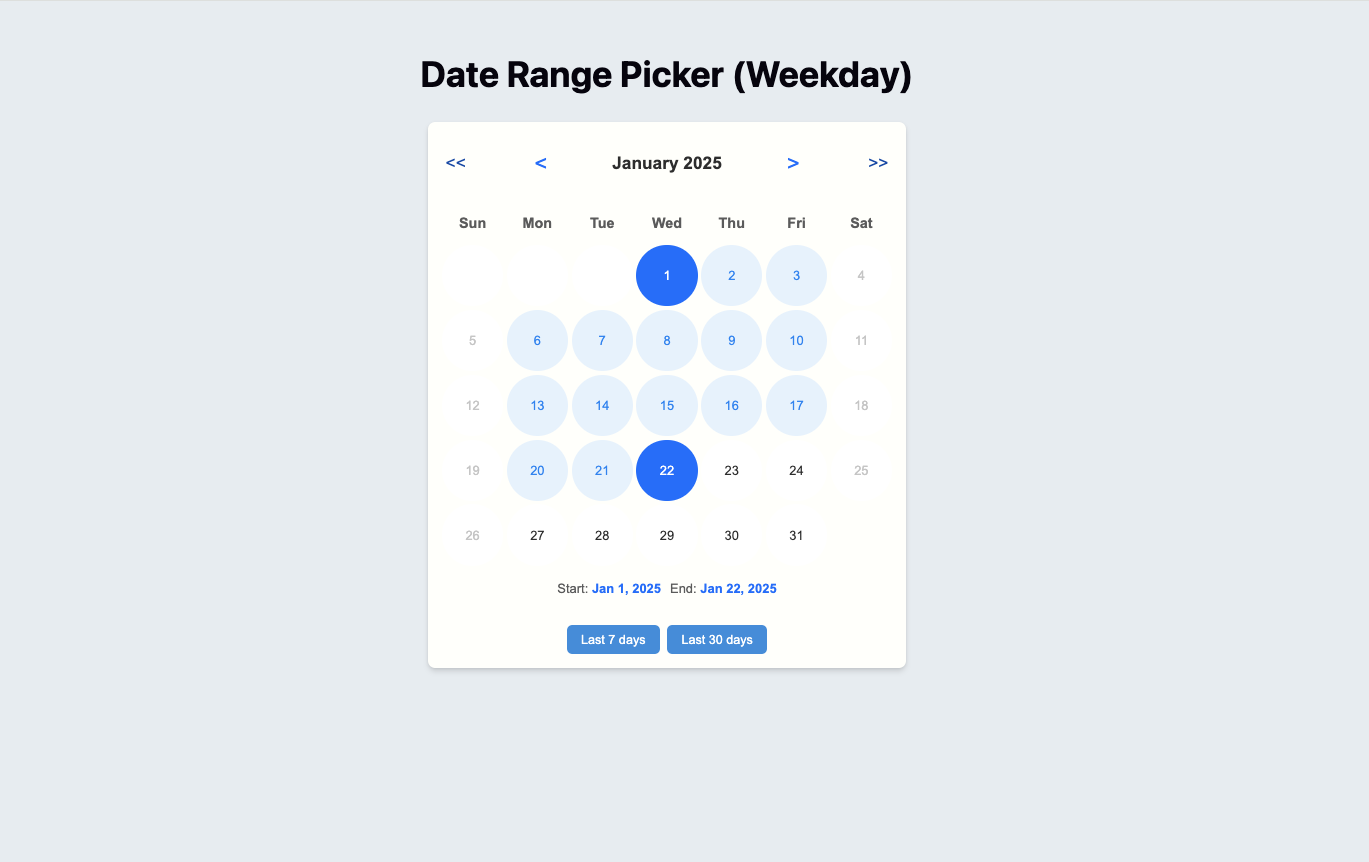 Date Range Picker (Weekday)
<< < January 2025 > >>
Sun Mon Tue Wed Thu Fri Sat
1 2 3 4
5 6 7 8 9 10 11
12 13 14 15 16 17 18
19 20 21 22 23 24 25
26 27 28 29 30 31
Start: Jan 1, 2025 End: Jan 22, 2025
Last 7 days Last 30 days